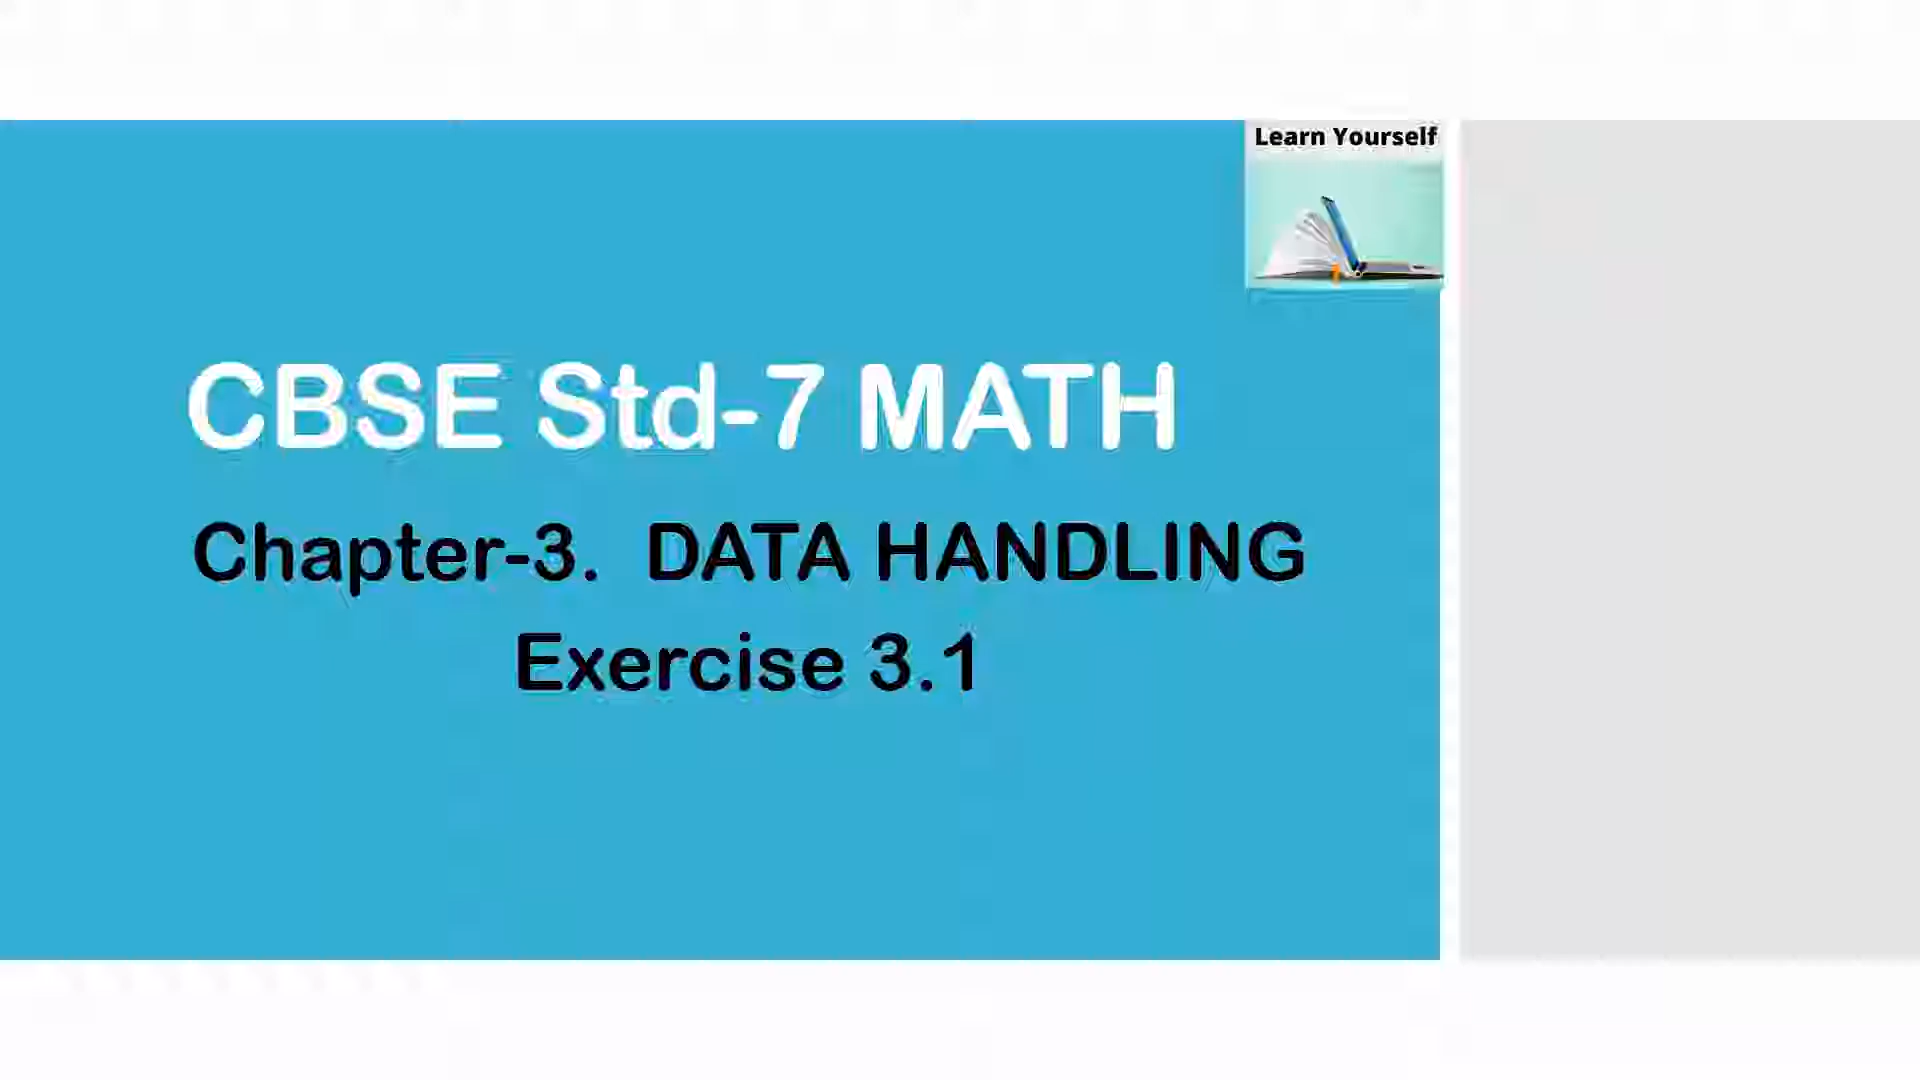 Learn Yourself
CBSE Std-7 MATH
Chapter-3. DATA HANDLING
Exercise 3.1